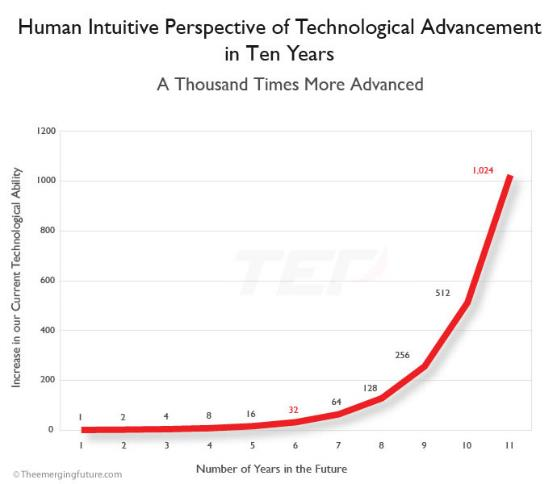 Human Intuitive Perspective of Technological Advancement
in Ten Years
A Thousand Times More Advanced
Increase in our Current Technological Ability
1200
1000
800
600
400
200
0
1
2
4
8
16
32
64
128
256
512
1,024
TEF
1 2 3 4 5 6 7 8 9 10 11
Number of Years in the Future
©Theemergingfuture.com